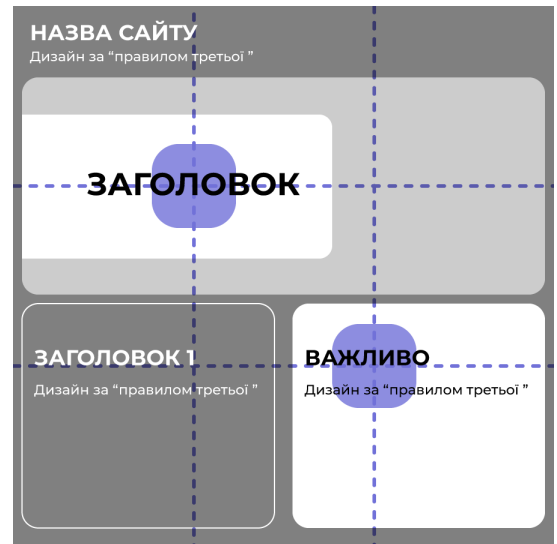 НАЗВА САЙТУ
Дизайн за “правилом третьої ”
ЗАГОЛОВОК
ЗАГОЛОВОК 1
Дизайн за “правилом третьої ”
ВАЖЛИВО
Дизайн за “правилом третьої ”